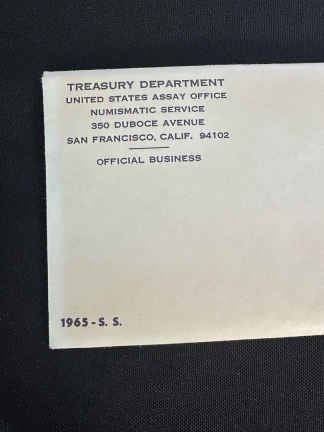 TREASURY DEPARTMENT
UNITED STATES ASSAY OFFICE
NUMISMATIC SERVICE
350 DUBOCE AVENUE
SAN FRANCISCO, CALIF. 94102
OFFICIAL BUSINESS
1965 - S. S.